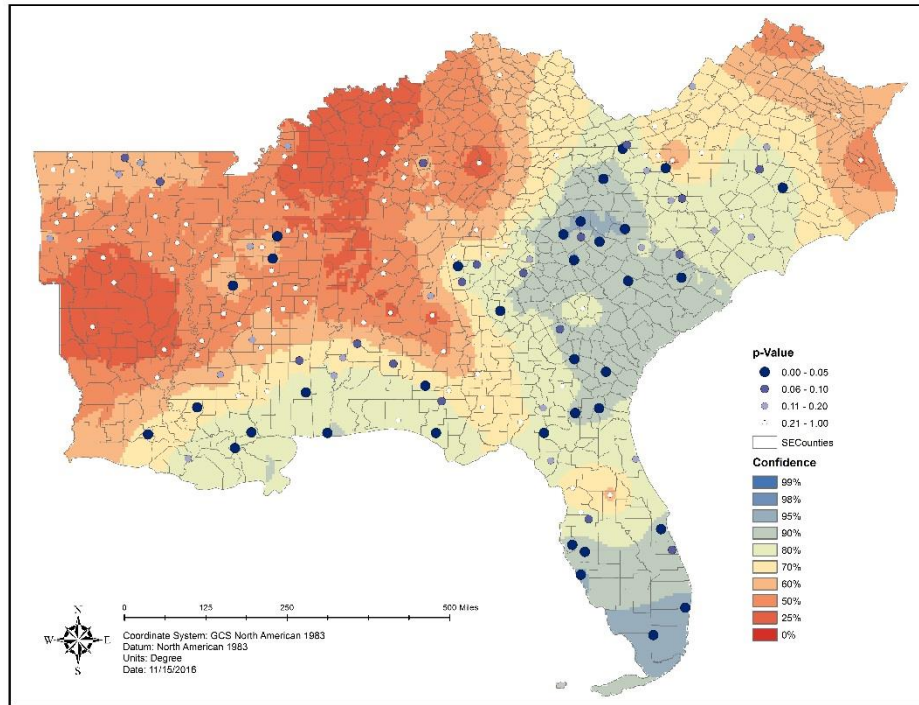 p-Value
0.00 - 0.05
0.06 - 0.10
0.11 - 0.20
0.21 - 1.00
SECounties
Confidence
99%
98%
95%
90%
80%
70%
60%
50%
25%
0%
N
W E
S
0 125 250 500 Miles
Coordinate System: GCS North American 1983
Datum: North American 1983
Units: Degree
Date: 11/15/2016